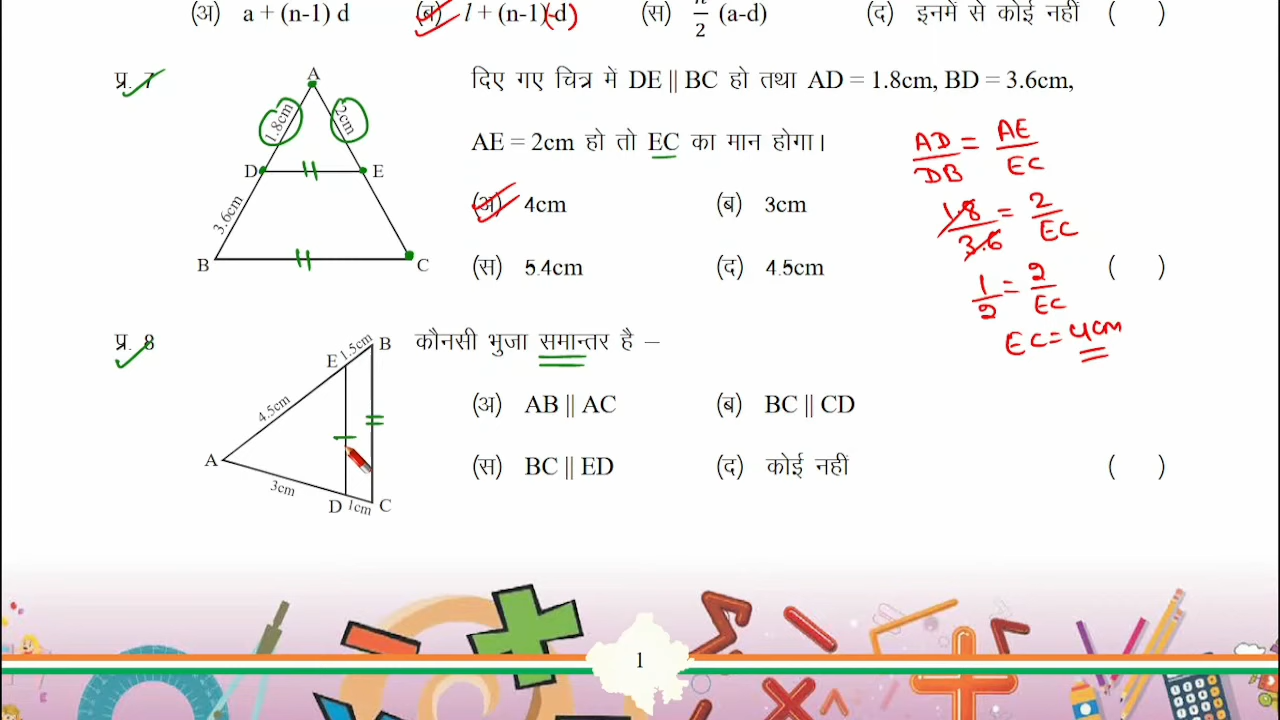 (अ) a + (n-1) d (ब) l + (n-1)(-d) (स) n/2 (a-d) (द) इनमें से कोई नहीं ( )
प्र. 7 दिए गए चित्र में DE || BC हो तथा AD = 1.8cm, BD = 3.6cm,
AE = 2cm हो तो EC का मान होगा।
(अ) 4cm (ब) 3cm
(स) 5.4cm (द) 4.5cm ( )
A
1.8cm 2cm
D E
3.6cm
B C
AD/DB = AE/EC
1.8/3.6 = 2/EC
1/2 = 2/EC
EC = 4cm
प्र. 8 कौनसी भुजा समान्तर है –
(अ) AB || AC (ब) BC || CD
(स) BC || ED (द) कोई नहीं ( )
E 1.5cm B
4.5cm
A
3cm
D 1cm C
1